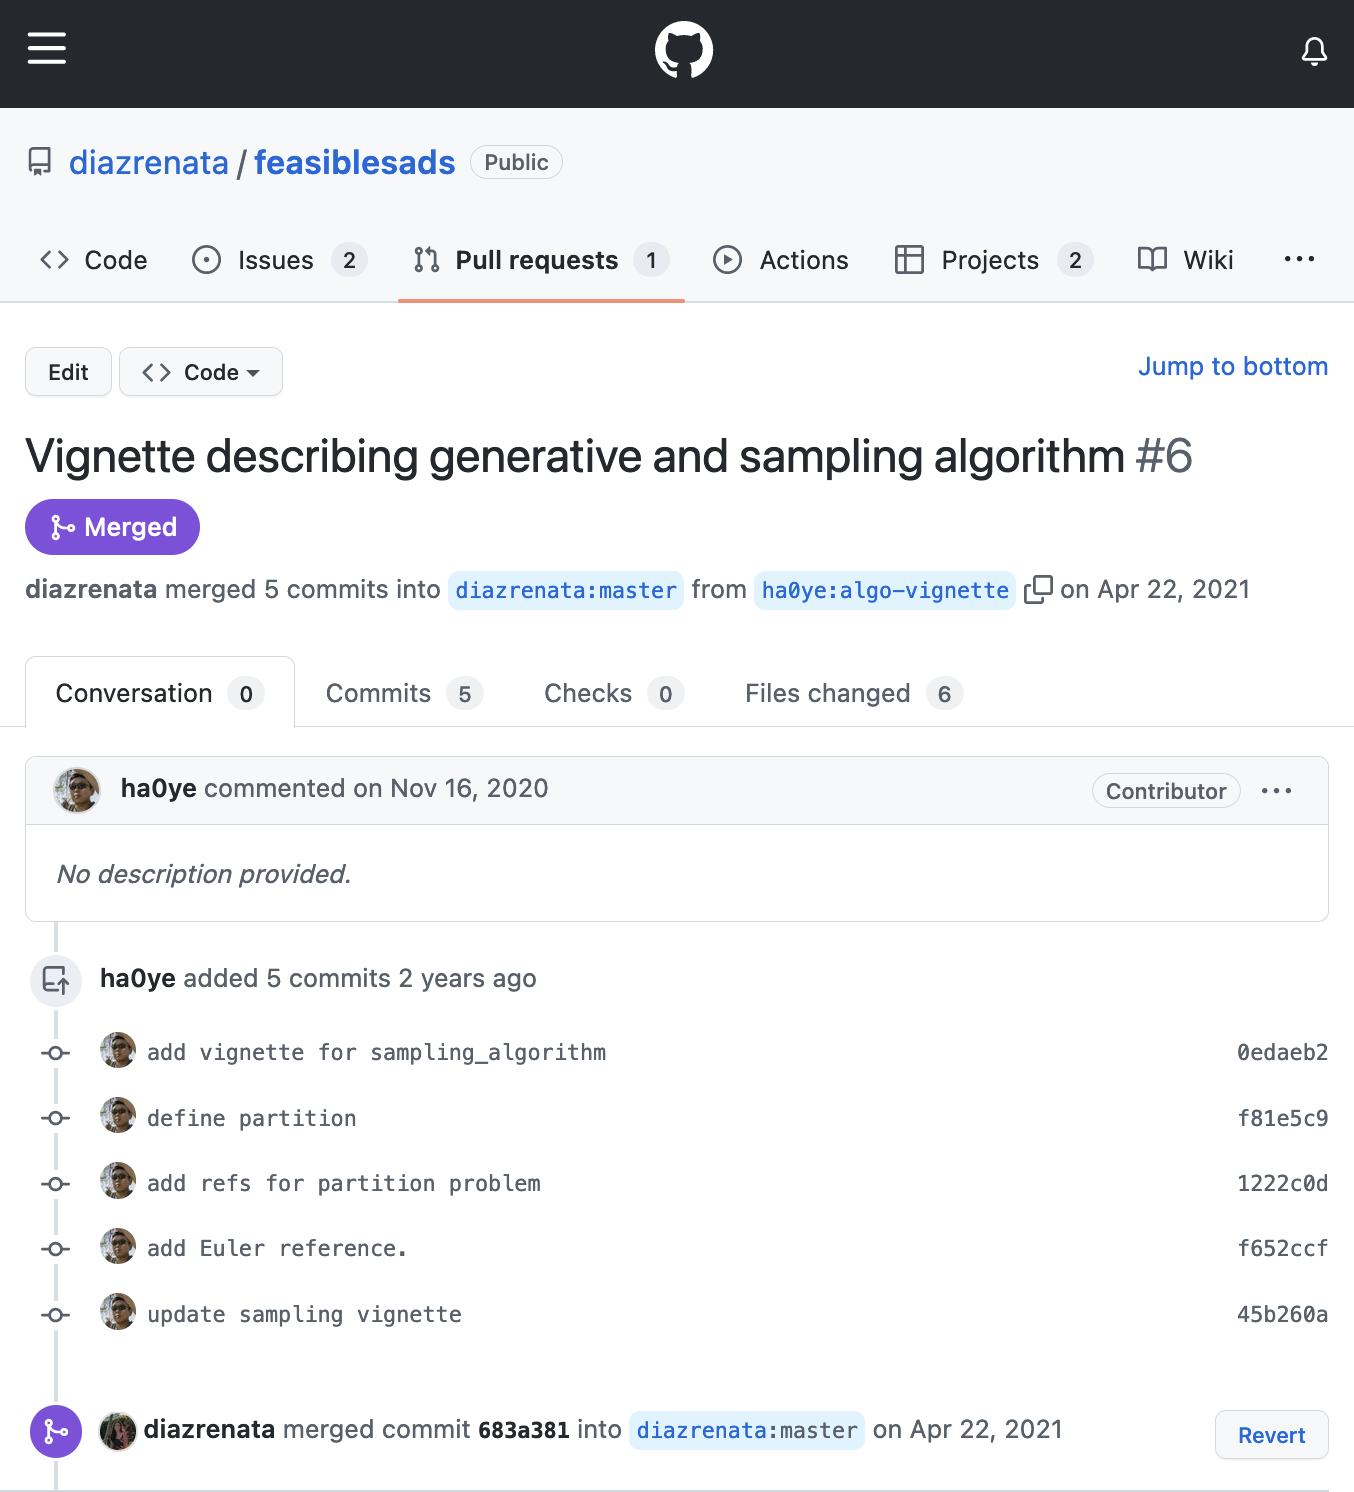 diazrenata / feasiblesads Public
Code Issues 2 Pull requests 1 Actions Projects 2 Wiki
Edit Code Jump to bottom
Vignette describing generative and sampling algorithm #6
Merged
diazrenata merged 5 commits into diazrenata:master from ha0ye:algo-vignette on Apr 22, 2021
Conversation 0 Commits 5 Checks 0 Files changed 6
ha0ye commented on Nov 16, 2020 Contributor
No description provided.
ha0ye added 5 commits 2 years ago
add vignette for sampling_algorithm 0edaeb2
define partition f81e5c9
add refs for partition problem 1222c0d
add Euler reference. f652ccf
update sampling vignette 45b260a
diazrenata merged commit 683a381 into diazrenata:master on Apr 22, 2021 Revert